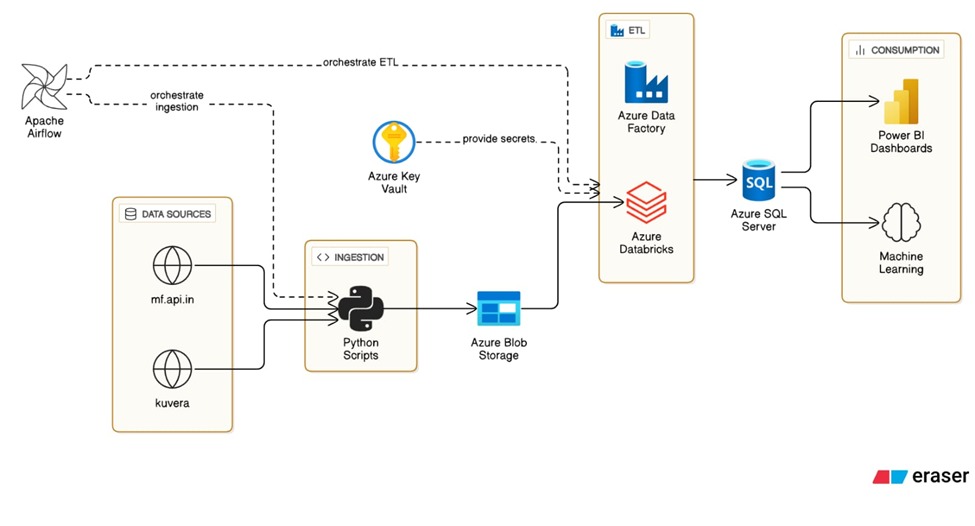 ETL
CONSUMPTION
orchestrate ETL
Apache
Airflow
orchestrate
ingestion
Azure Data
Factory
Power BI
Dashboards
provide secrets
Azure Key
Vault
SQL
Azure SQL
Server
DATA SOURCES
Azure
Databricks
Machine
Learning
INGESTION
mf.api.in
Python
Scripts
Azure Blob
Storage
kuvera
eraser